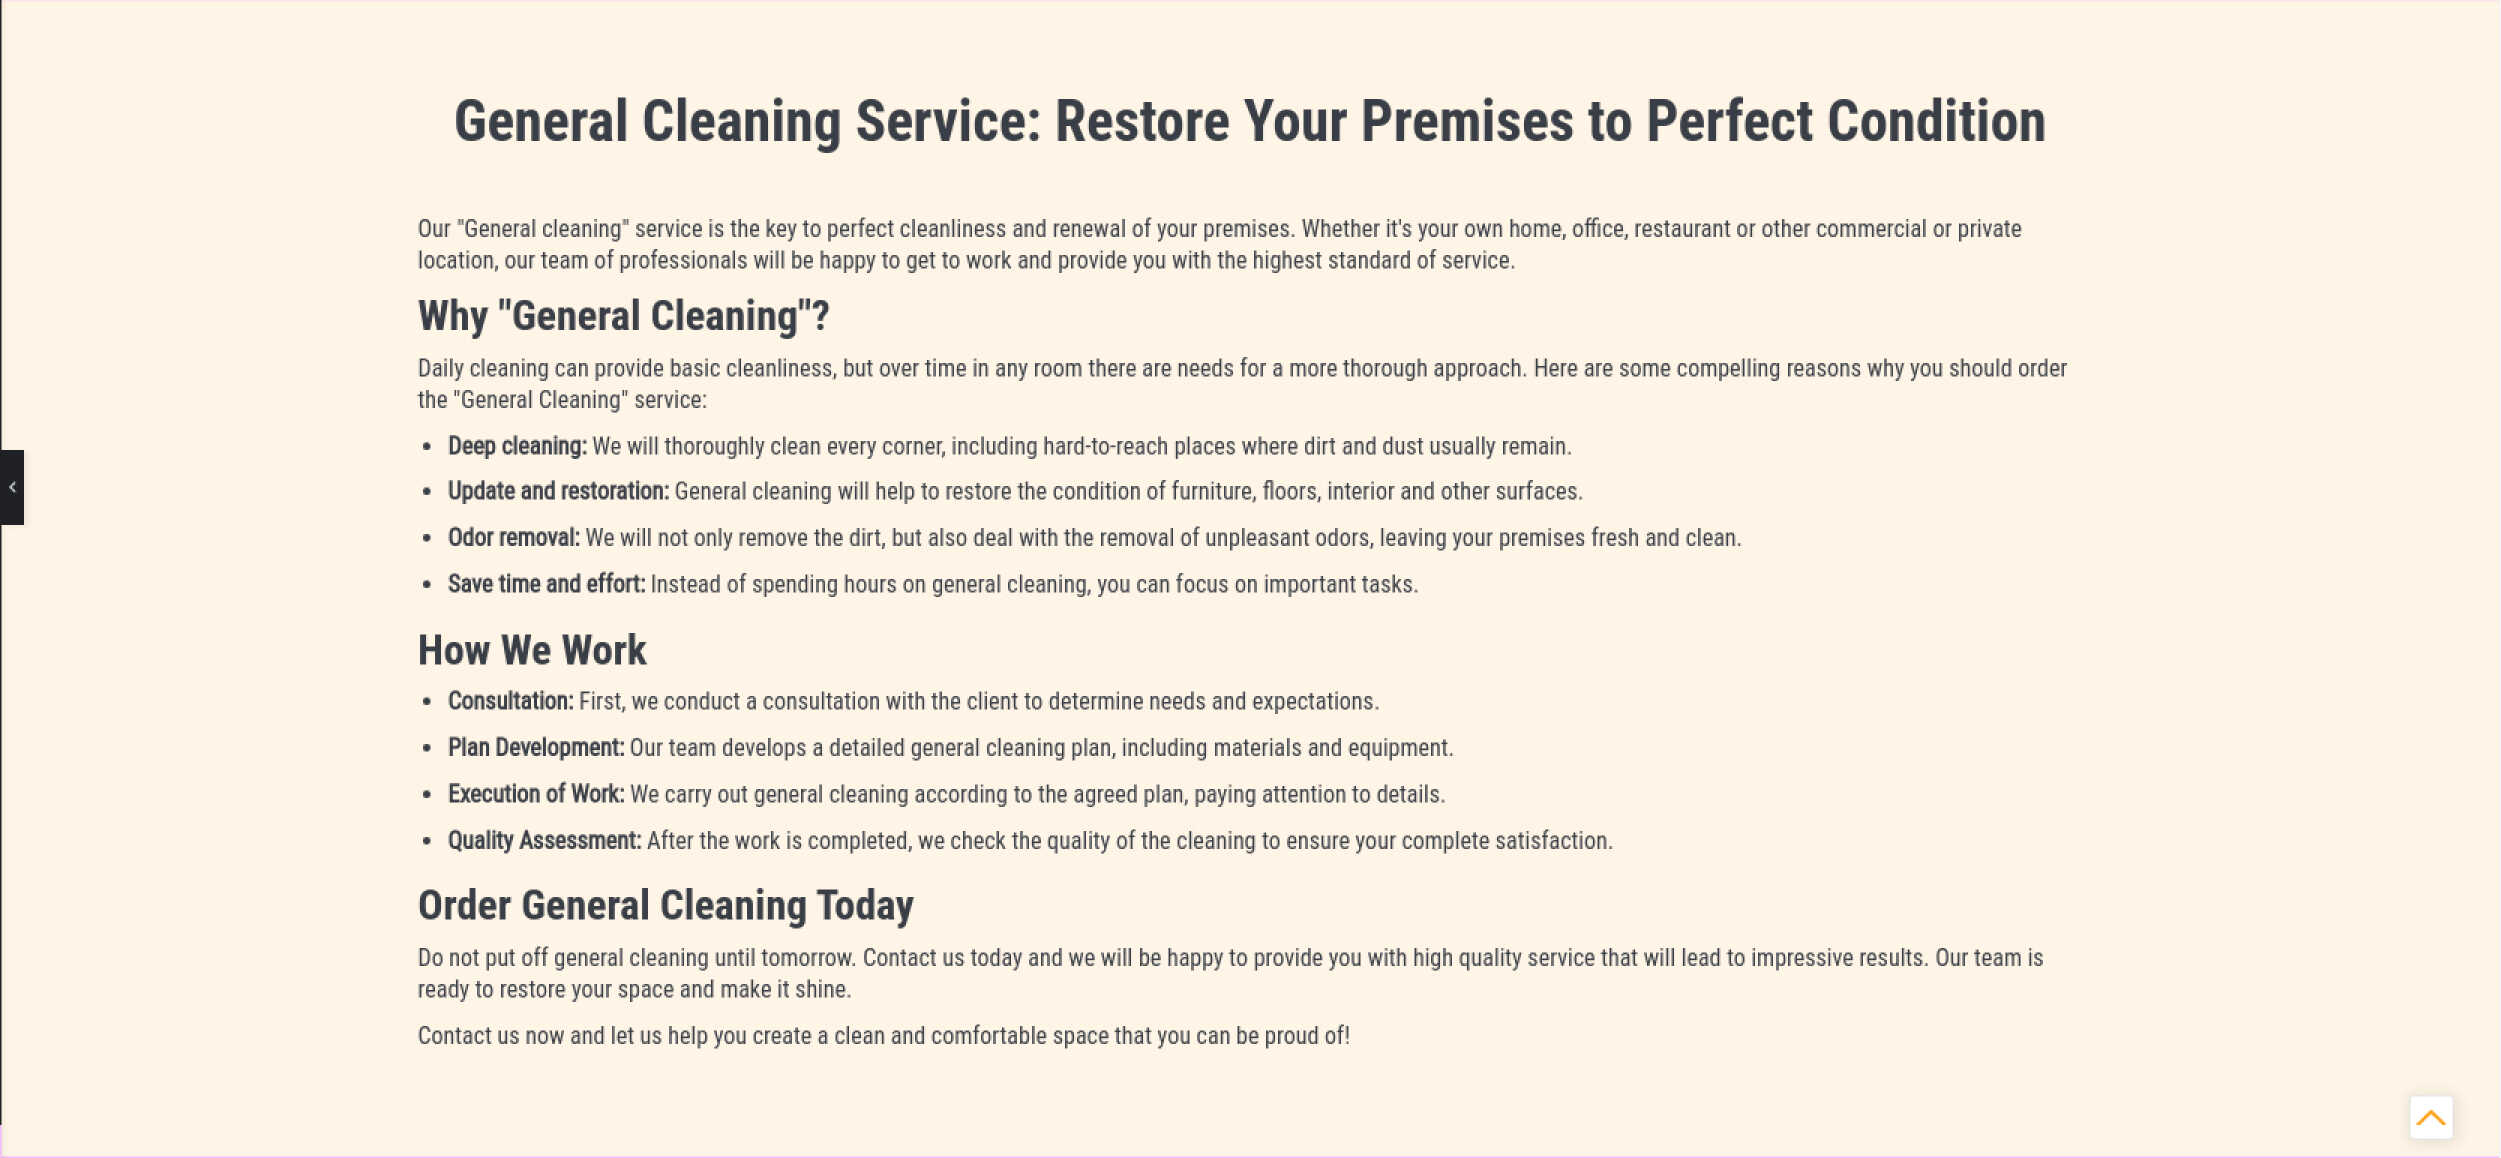 General Cleaning Service: Restore Your Premises to Perfect Condition
Our "General cleaning" service is the key to perfect cleanliness and renewal of your premises. Whether it's your own home, office, restaurant or other commercial or private
location, our team of professionals will be happy to get to work and provide you with the highest standard of service.
Why "General Cleaning"?
Daily cleaning can provide basic cleanliness, but over time in any room there are needs for a more thorough approach. Here are some compelling reasons why you should order
the "General Cleaning" service:
• Deep cleaning: We will thoroughly clean every corner, including hard-to-reach places where dirt and dust usually remain.
• Update and restoration: General cleaning will help to restore the condition of furniture, floors, interior and other surfaces.
• Odor removal: We will not only remove the dirt, but also deal with the removal of unpleasant odors, leaving your premises fresh and clean.
• Save time and effort: Instead of spending hours on general cleaning, you can focus on important tasks.
How We Work
• Consultation: First, we conduct a consultation with the client to determine needs and expectations.
• Plan Development: Our team develops a detailed general cleaning plan, including materials and equipment.
• Execution of Work: We carry out general cleaning according to the agreed plan, paying attention to details.
• Quality Assessment: After the work is completed, we check the quality of the cleaning to ensure your complete satisfaction.
Order General Cleaning Today
Do not put off general cleaning until tomorrow. Contact us today and we will be happy to provide you with high quality service that will lead to impressive results. Our team is
ready to restore your space and make it shine.
Contact us now and let us help you create a clean and comfortable space that you can be proud of!